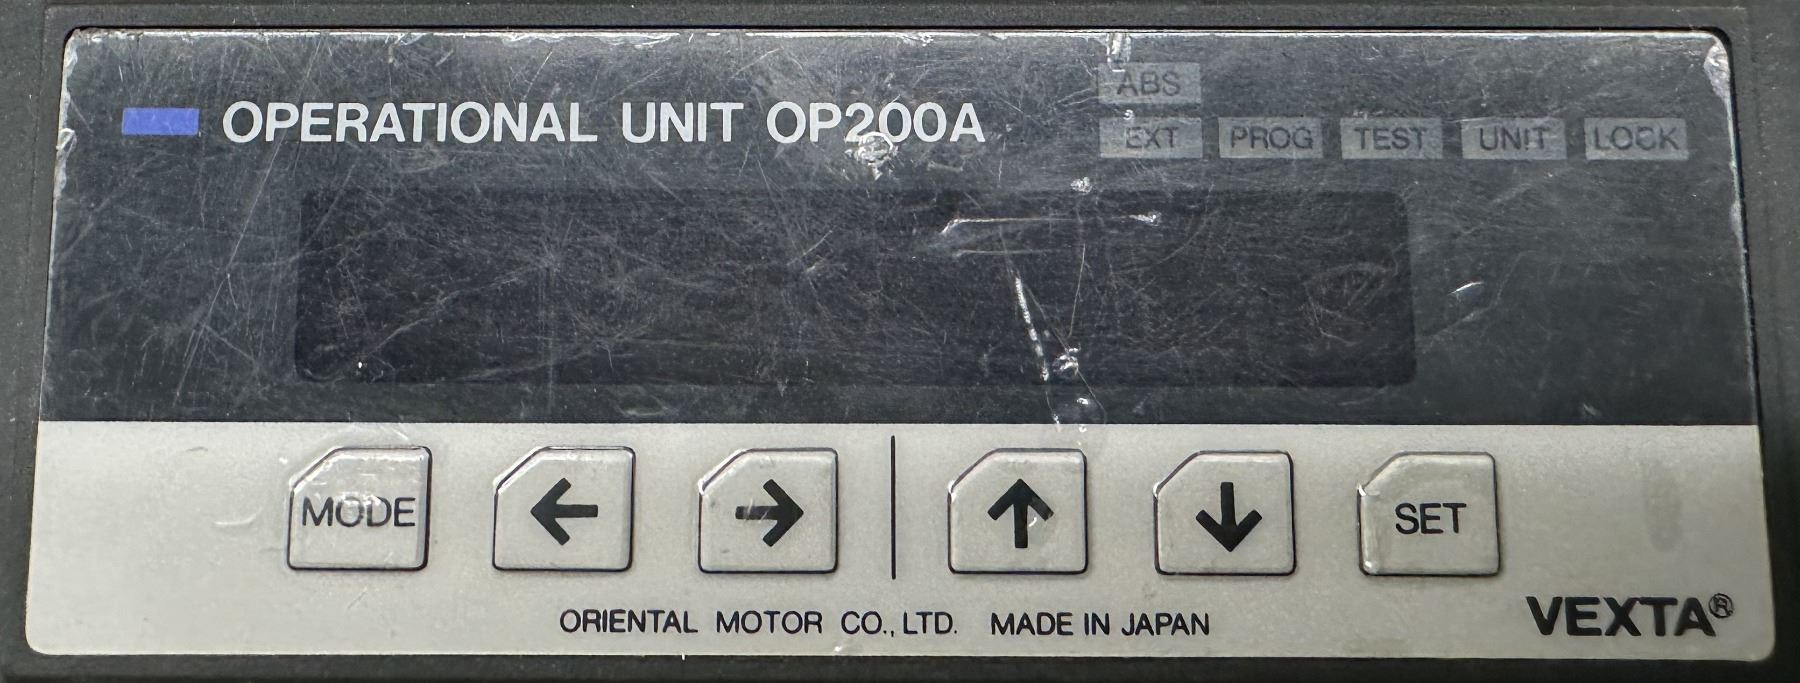 OPERATIONAL UNIT OP200A
ABS
EXT PROG TEST UNIT LOCK
MODE ← → ↑ ↓ SET
ORIENTAL MOTOR CO., LTD. MADE IN JAPAN
VEXTA®